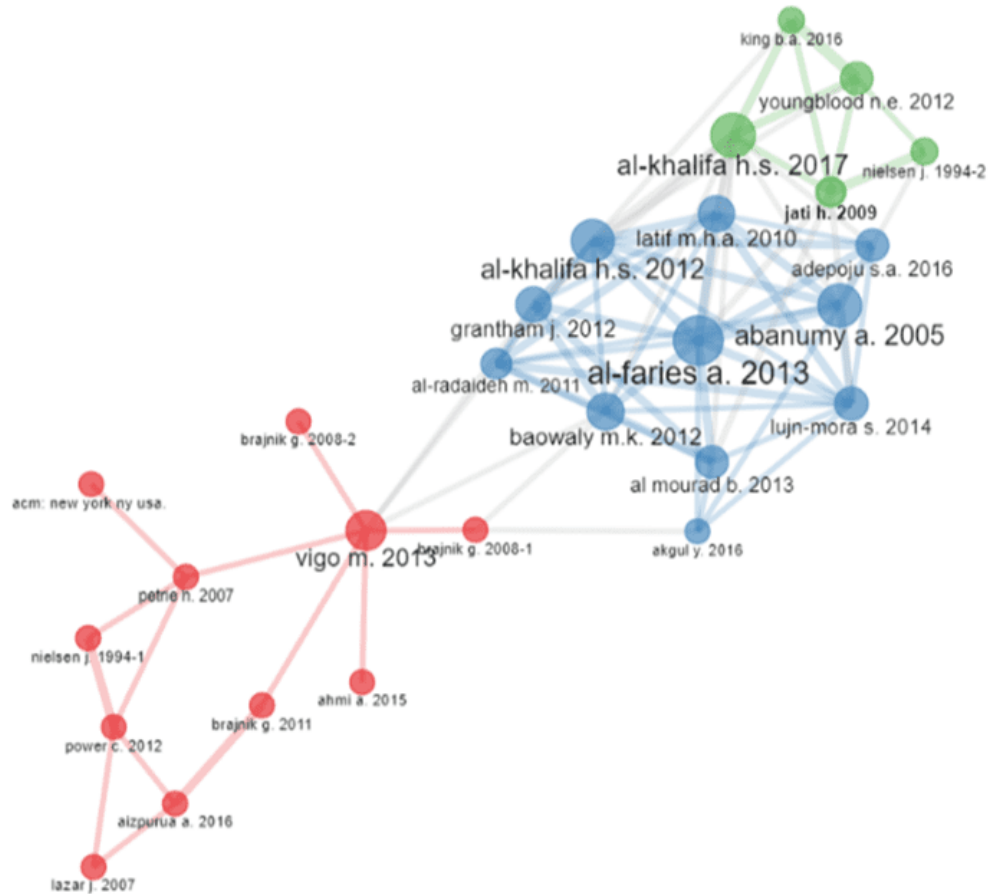 king b.a. 2016
youngblood n.e. 2012
al-khalifa h.s. 2017
nielsen j. 1994-2
jati h. 2009
latif m.h.a. 2010
al-khalifa h.s. 2012
adepoju s.a. 2016
grantham j. 2012
abanumy a. 2005
al-faries a. 2013
al-radaideh m. 2011
lujn-mora s. 2014
baowaly m.k. 2012
brajnik g. 2008-2
al mourad b. 2013
acm: new york ny usa.
vigo m. 2013
brajnik g. 2008-1
akgul y. 2016
petrie h. 2007
nielsen j. 1994-1
ahmi a. 2015
brajnik g. 2011
power c. 2012
aizpurua a. 2016
lazar j. 2007